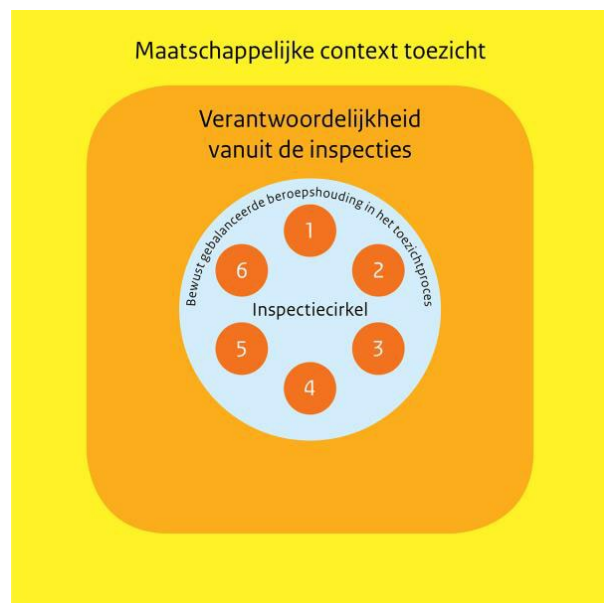 Maatschappelijke context toezicht
Verantwoordelijkheid
vanuit de inspecties
Bewust gebalanceerde beroepshouding in het toezichtproces
1
6
2
Inspectiecirkel
5
3
4